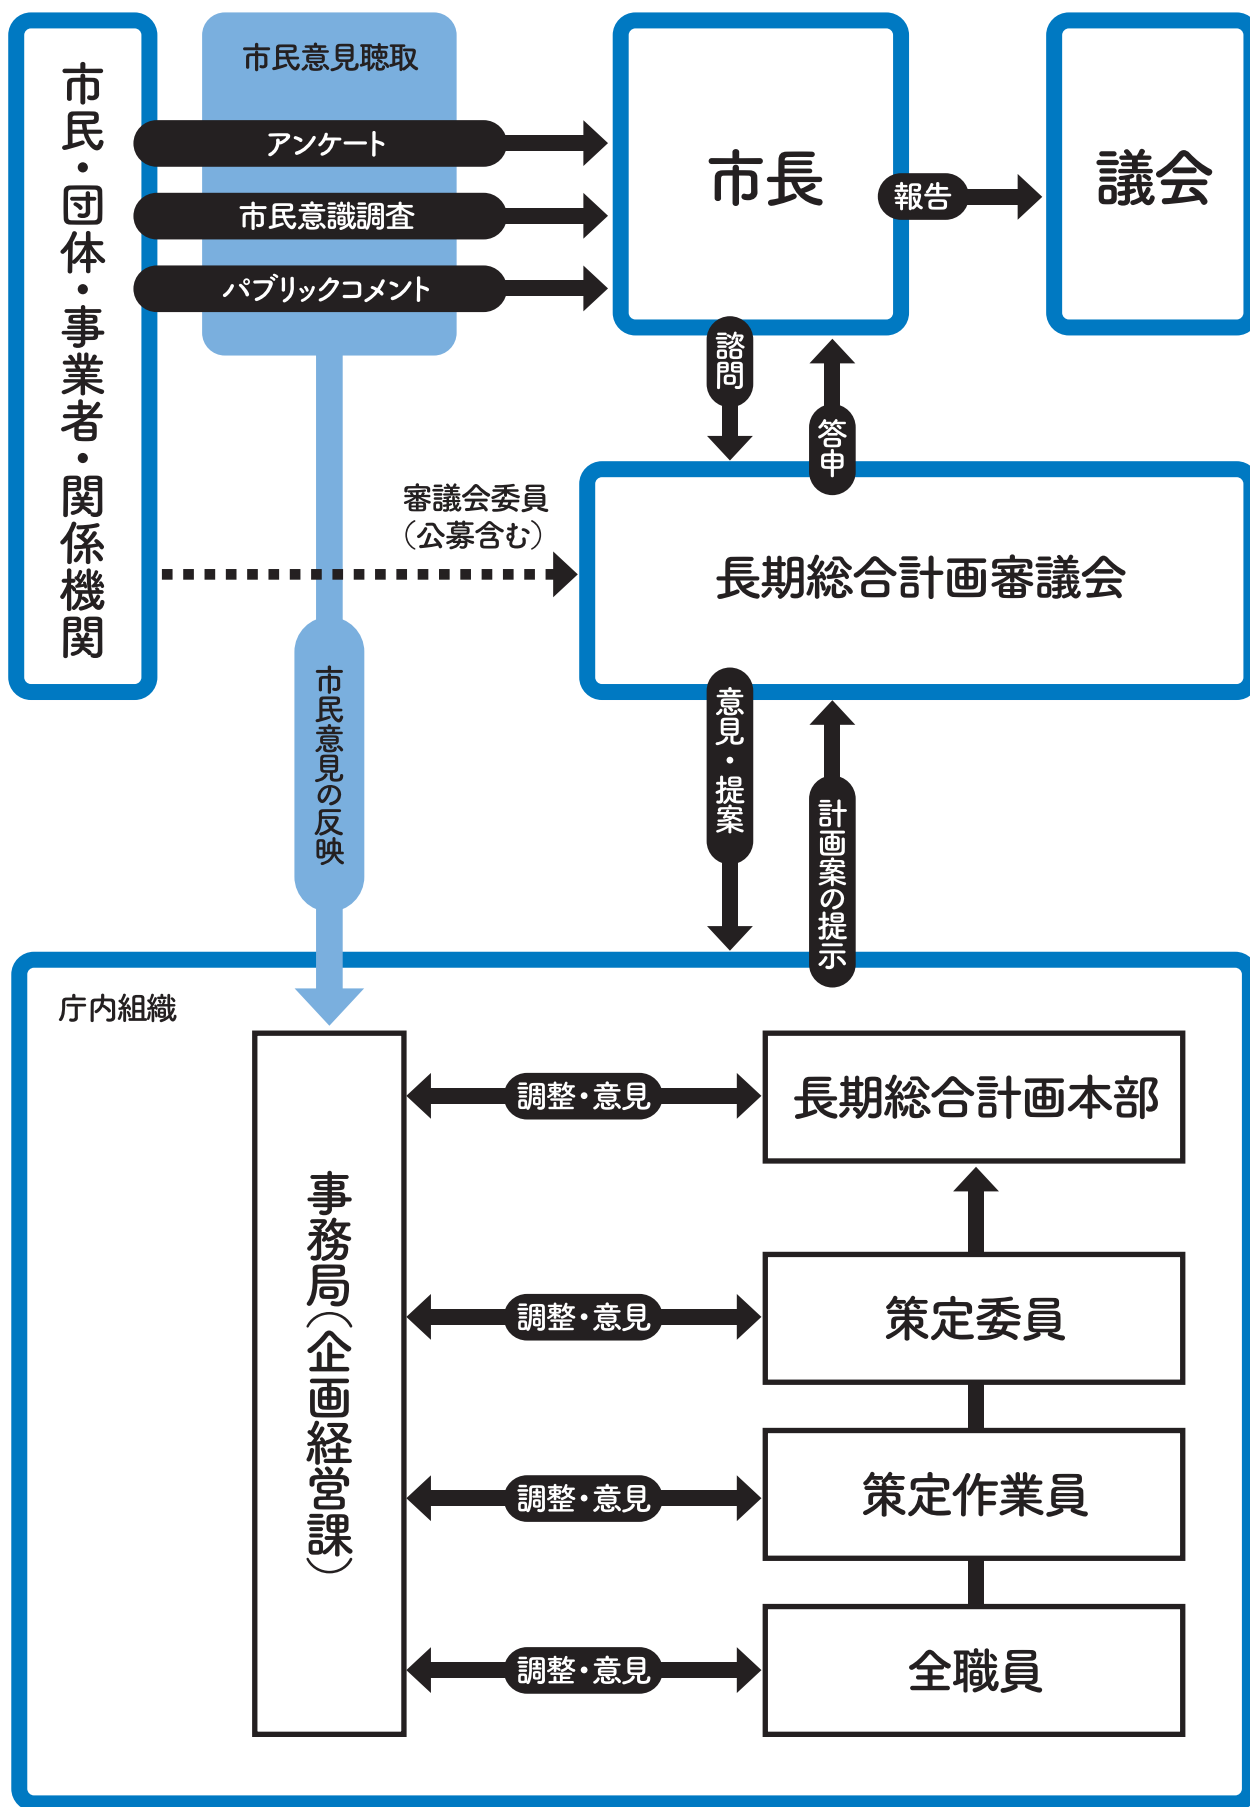 市民・団体・事業者・関係機関
市民意見聴取
アンケート
市民意識調査
パブリックコメント
市長
報告
議会
諮問
答申
審議会委員
（公募含む）
長期総合計画審議会
市民意見の反映
意見・提案
計画案の提示
庁内組織
事務局（企画経営課）
調整・意見
長期総合計画本部
調整・意見
策定委員
調整・意見
策定作業員
調整・意見
全職員